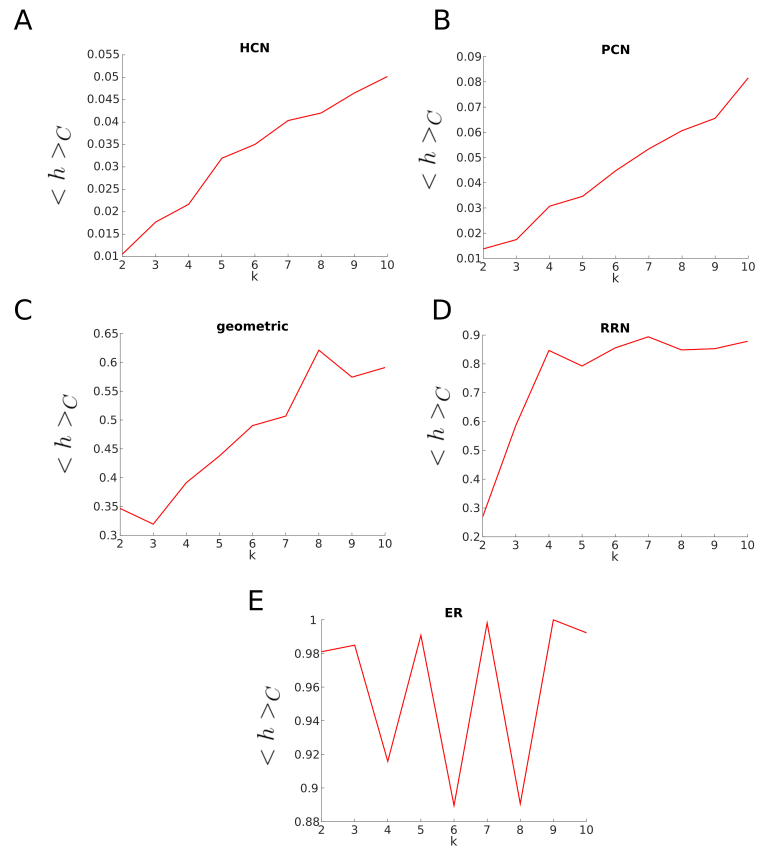 A
HCN
0.055
0.05
0.045
0.04
0.035
0.03
0.025
0.02
0.015
0.01
< h >C
2 3 4 5 6 7 8 9 10
k
B
PCN
0.09
0.08
0.07
0.06
0.05
0.04
0.03
0.02
0.01
< h >C
2 3 4 5 6 7 8 9 10
k
C
geometric
0.65
0.6
0.55
0.5
0.45
0.4
0.35
0.3
< h >C
2 3 4 5 6 7 8 9 10
k
D
RRN
0.9
0.8
0.7
0.6
0.5
0.4
0.3
0.2
< h >C
2 3 4 5 6 7 8 9 10
k
E
ER
1
0.98
0.96
0.94
0.92
0.9
0.88
< h >C
2 3 4 5 6 7 8 9 10
k